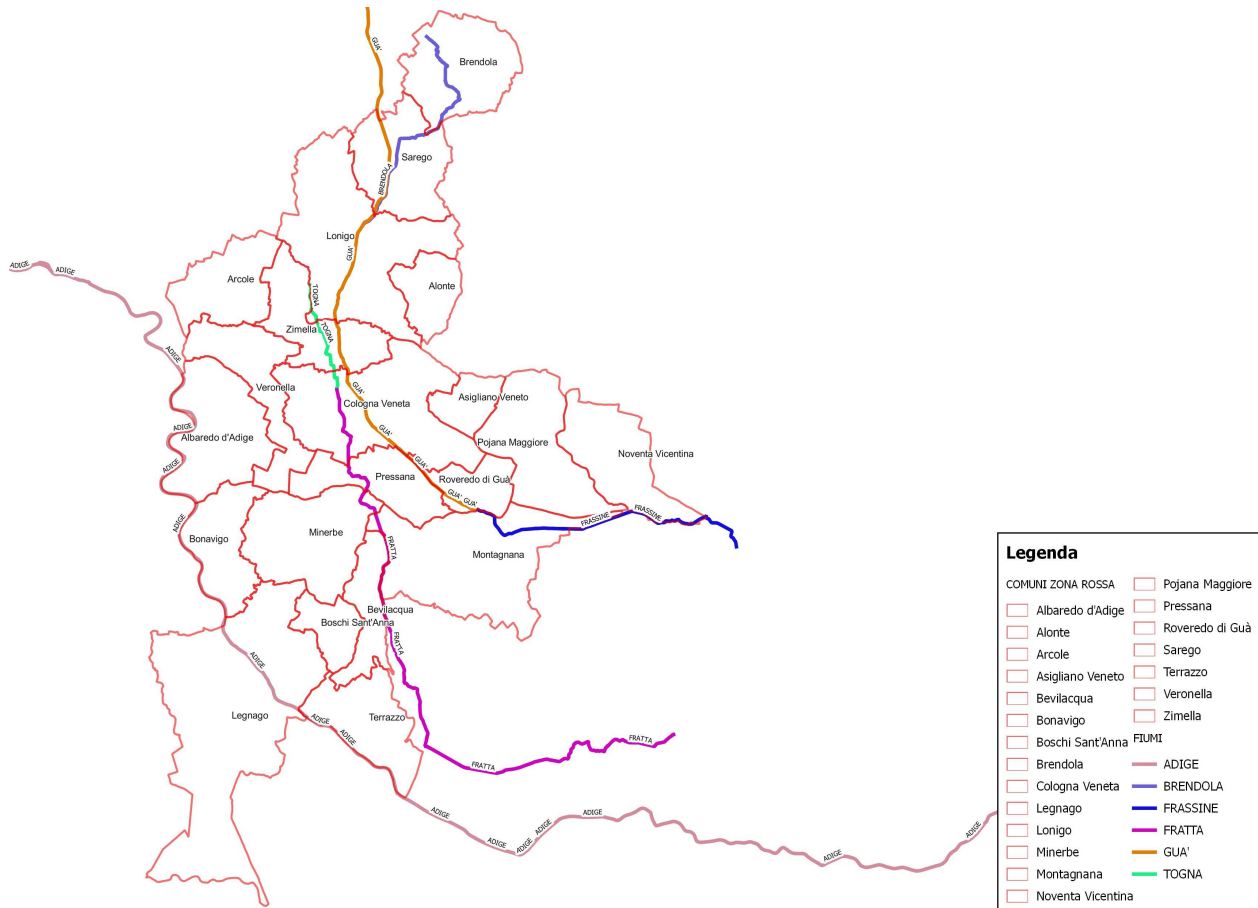 GUA'
Brendola
Sarego
BRENDOLA
Lonigo
GUA'
ADIGE
ADIGE
Arcole
Alonte
TOGNA
Zimella
TOGNA
ADIGE
Veronella
GUA'
Asigliano Veneto
Cologna Veneta
ADIGE
Albaredo d'Adige
GUA'
Pojana Maggiore
Noventa Vicentina
ADIGE
GUA'
Pressana
Roveredo di Guà
GUA'
GUA'
FRASSINE
FRASSINE
ADIGE
Bonavigo
Minerbe
FRATTA
Montagnana
Bevilacqua
Boschi Sant'Anna
FRATTA
ADIGE
Legnago
ADIGE
Terrazzo
ADIGE
FRATTA
FRATTA
ADIGE
ADIGE
ADIGE
ADIGE
ADIGE
ADIGE
ADIGE
ADIGE
Legenda
COMUNI ZONA ROSSA
Albaredo d'Adige
Alonte
Arcole
Asigliano Veneto
Bevilacqua
Bonavigo
Boschi Sant'Anna
Brendola
Cologna Veneta
Legnago
Lonigo
Minerbe
Montagnana
Noventa Vicentina
Pojana Maggiore
Pressana
Roveredo di Guà
Sarego
Terrazzo
Veronella
Zimella
FIUMI
ADIGE
BRENDOLA
FRASSINE
FRATTA
GUA'
TOGNA